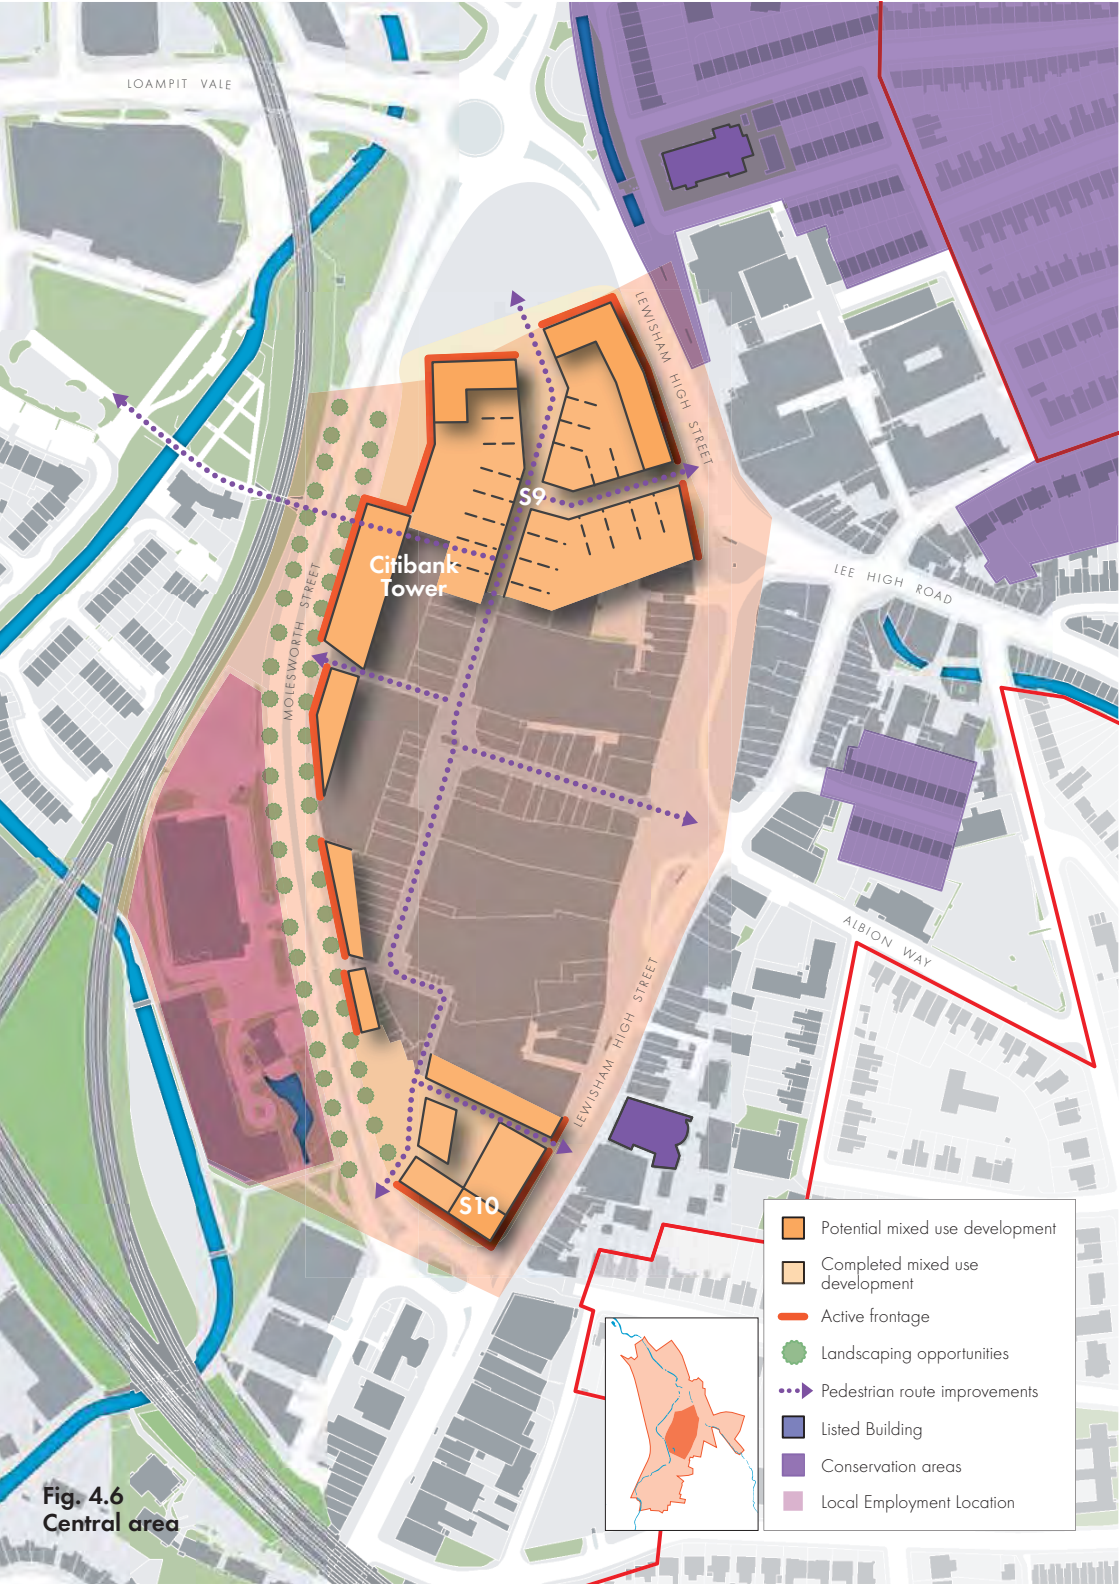 LOAMPIT VALE
LEWISHAM HIGH STREET
S9
Citibank
Tower
MOLESWORTH STREET
LEE HIGH ROAD
ALBION WAY
LEWISHAM HIGH STREET
S10
Potential mixed use development
Completed mixed use
development
Active frontage
Landscaping opportunities
Pedestrian route improvements
Listed Building
Conservation areas
Local Employment Location
Fig. 4.6
Central area